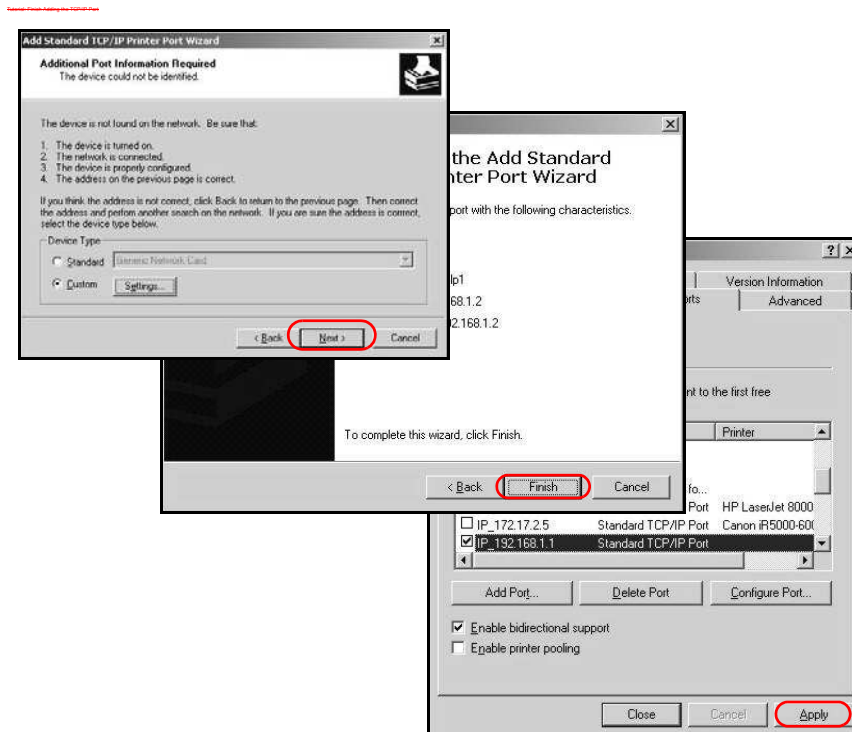 Tutorial: Finish Adding the TCP/IP Port
Add Standard TCP/IP Printer Port Wizard
Additional Port Information Required
The device could not be identified.
The device is not found on the network. Be sure that:
1. The device is turned on.
2. The network is connected.
3. The device is properly configured.
4. The address on the previous page is correct.
If you think the address is not correct, click Back to return to the previous page. Then correct
the address and perform another search on the network. If you are sure the address is correct,
select the device type below.
Device Type
Standard Generic Network Card
Custom Settings...
< Back Next > Cancel
the Add Standard
nter Port Wizard
port with the following characteristics.
lp1
68.1.2
92.168.1.2
To complete this wizard, click Finish.
< Back Finish Cancel
Version Information
orts Advanced
nt to the first free
Printer
fo...
Port HP LaserJet 8000
IP_172.17.2.5 Standard TCP/IP Port Canon iR5000-600
IP_192.168.1.1 Standard TCP/IP Port
Add Port... Delete Port Configure Port...
Enable bidirectional support
Enable printer pooling
Close Cancel Apply